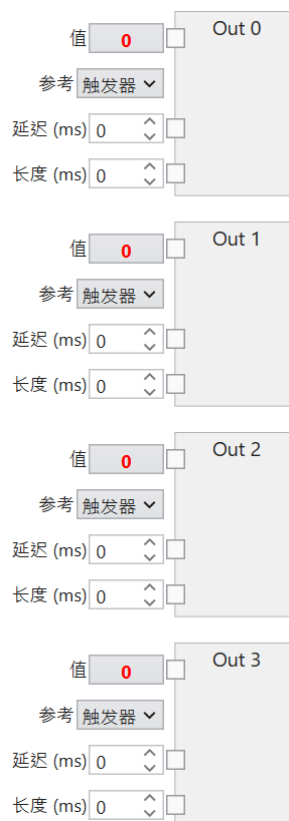 值 0 Out 0
参考 触发器
延迟 (ms) 0
长度 (ms) 0
值 0 Out 1
参考 触发器
延迟 (ms) 0
长度 (ms) 0
值 0 Out 2
参考 触发器
延迟 (ms) 0
长度 (ms) 0
值 0 Out 3
参考 触发器
延迟 (ms) 0
长度 (ms) 0